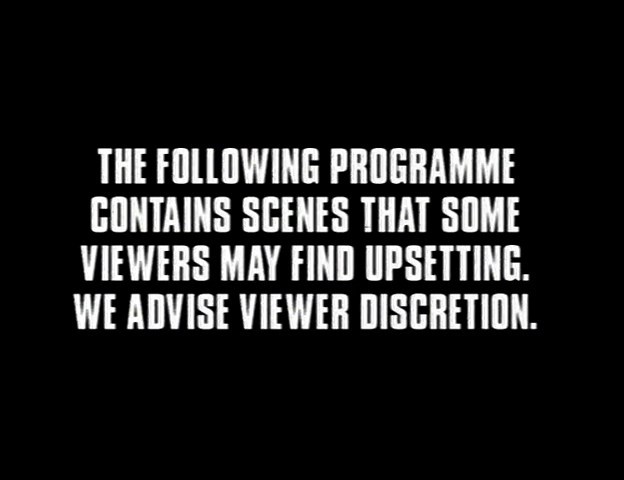 THE FOLLOWING PROGRAMME
CONTAINS SCENES THAT SOME
VIEWERS MAY FIND UPSETTING.
WE ADVISE VIEWER DISCRETION.